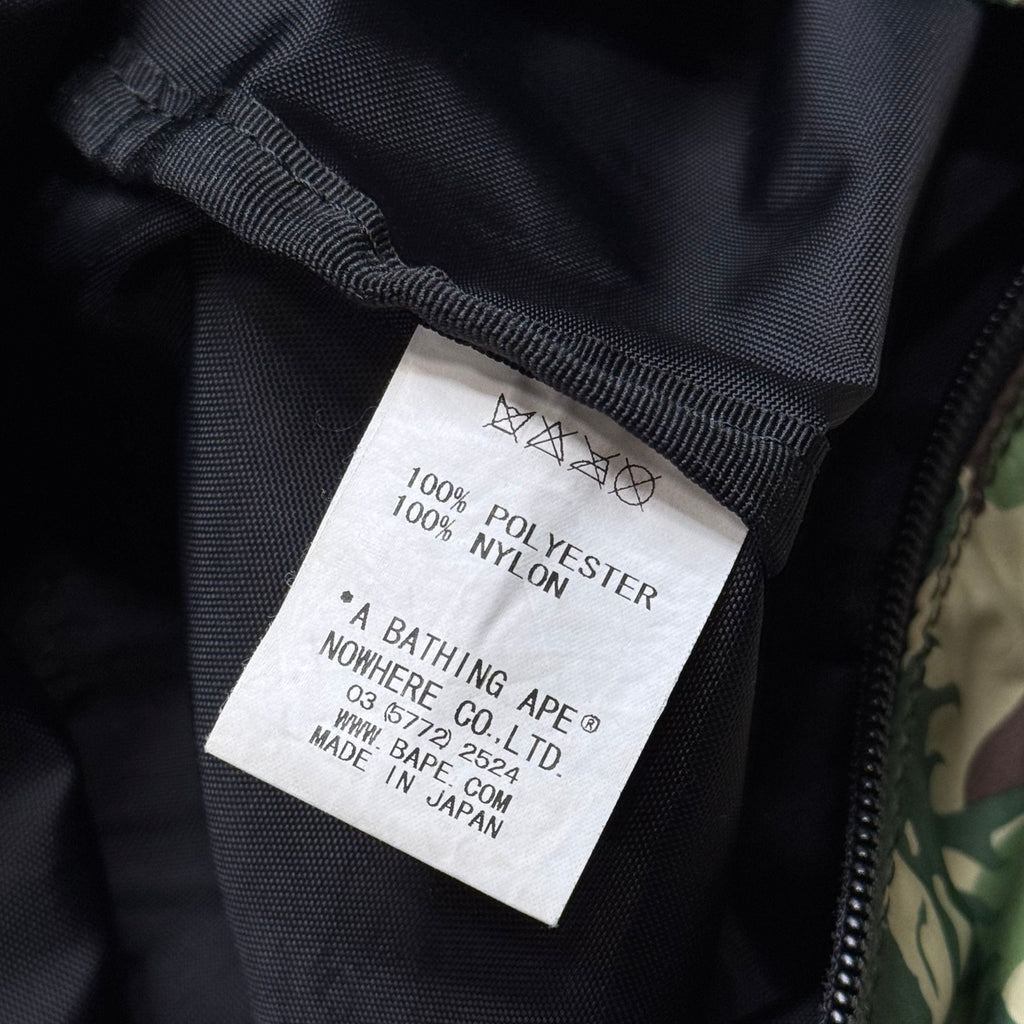 100% POLYESTER
100% NYLON
*A BATHING APE®
NOWHERE CO.,LTD.
03 (5772) 2524
WWW. BAPE. COM
MADE IN JAPAN